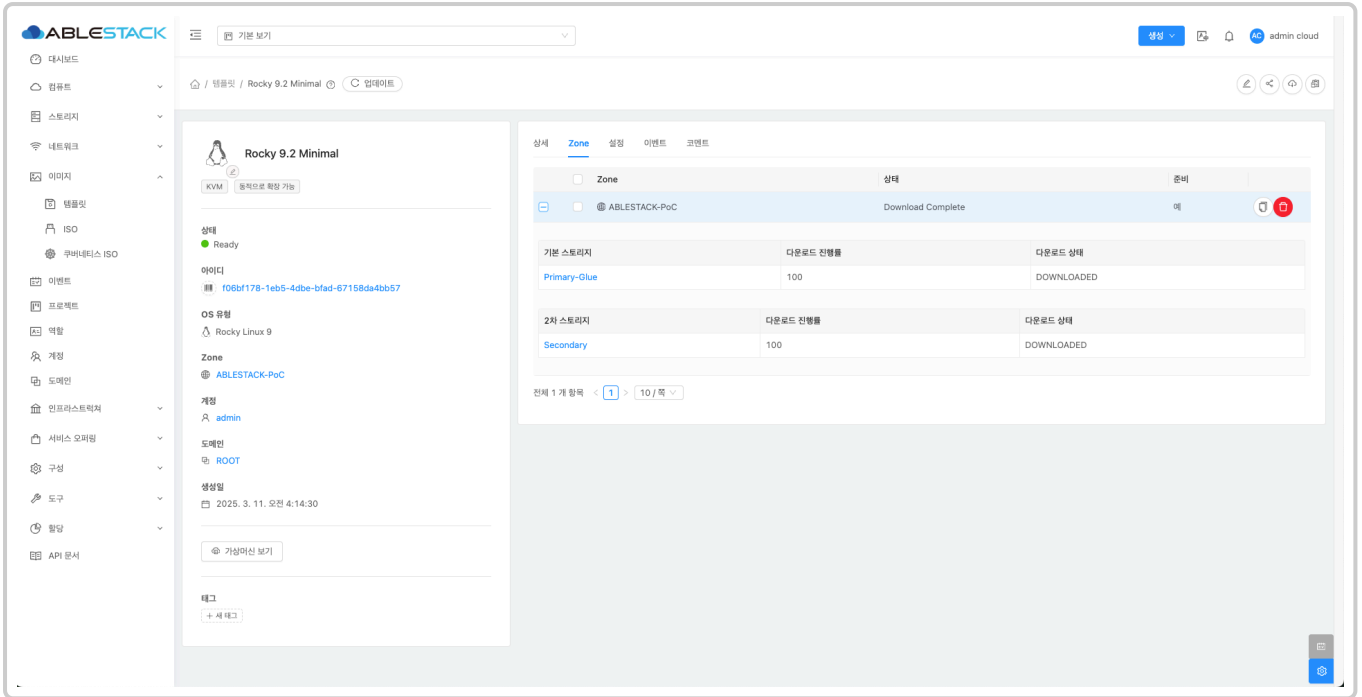 ABLESTACK
기본 보기
생성
AC admin cloud
대시보드
컴퓨트
스토리지
네트워크
이미지
템플릿
ISO
쿠버네티스 ISO
이벤트
프로젝트
역할
계정
도메인
인프라스트럭쳐
서비스 오퍼링
구성
도구
할당
API 문서
/ 템플릿 / Rocky 9.2 Minimal 업데이트
Rocky 9.2 Minimal
KVM 동적으로 확장 가능
상태
Ready
아이디
f06bf178-1eb5-4dbe-bfad-67158da4bb57
OS 유형
Rocky Linux 9
Zone
ABLESTACK-PoC
계정
admin
도메인
ROOT
생성일
2025. 3. 11. 오전 4:14:30
가상머신 보기
태그
+ 새 태그
상세 Zone 설정 이벤트 코멘트
Zone 상태 준비
ABLESTACK-PoC Download Complete 예
기본 스토리지 다운로드 진행률 다운로드 상태
Primary-Glue 100 DOWNLOADED
2차 스토리지 다운로드 진행률 다운로드 상태
Secondary 100 DOWNLOADED
전체 1 개 항목 < 1 > 10 / 쪽